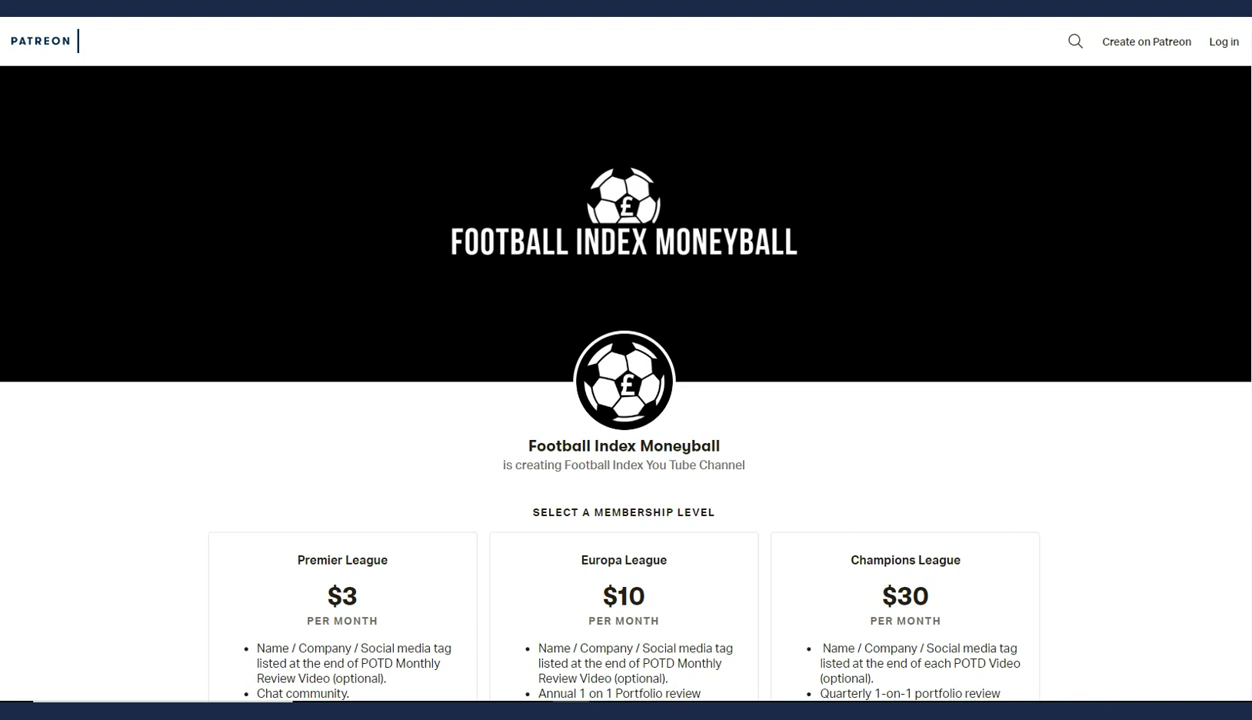 PATREON
Create on Patreon
Log in
£
FOOTBALL INDEX MONEYBALL
£
Football Index Moneyball
is creating Football Index You Tube Channel
SELECT A MEMBERSHIP LEVEL
Premier League
$3
PER MONTH
• Name / Company / Social media tag
listed at the end of POTD Monthly
Review Video (optional).
• Chat community.
Europa League
$10
PER MONTH
• Name / Company / Social media tag
listed at the end of POTD Monthly
Review Video (optional).
• Annual 1 on 1 Portfolio review
Champions League
$30
PER MONTH
• Name / Company / Social media tag
listed at the end of each POTD Video
(optional).
• Quarterly 1-on-1 portfolio review